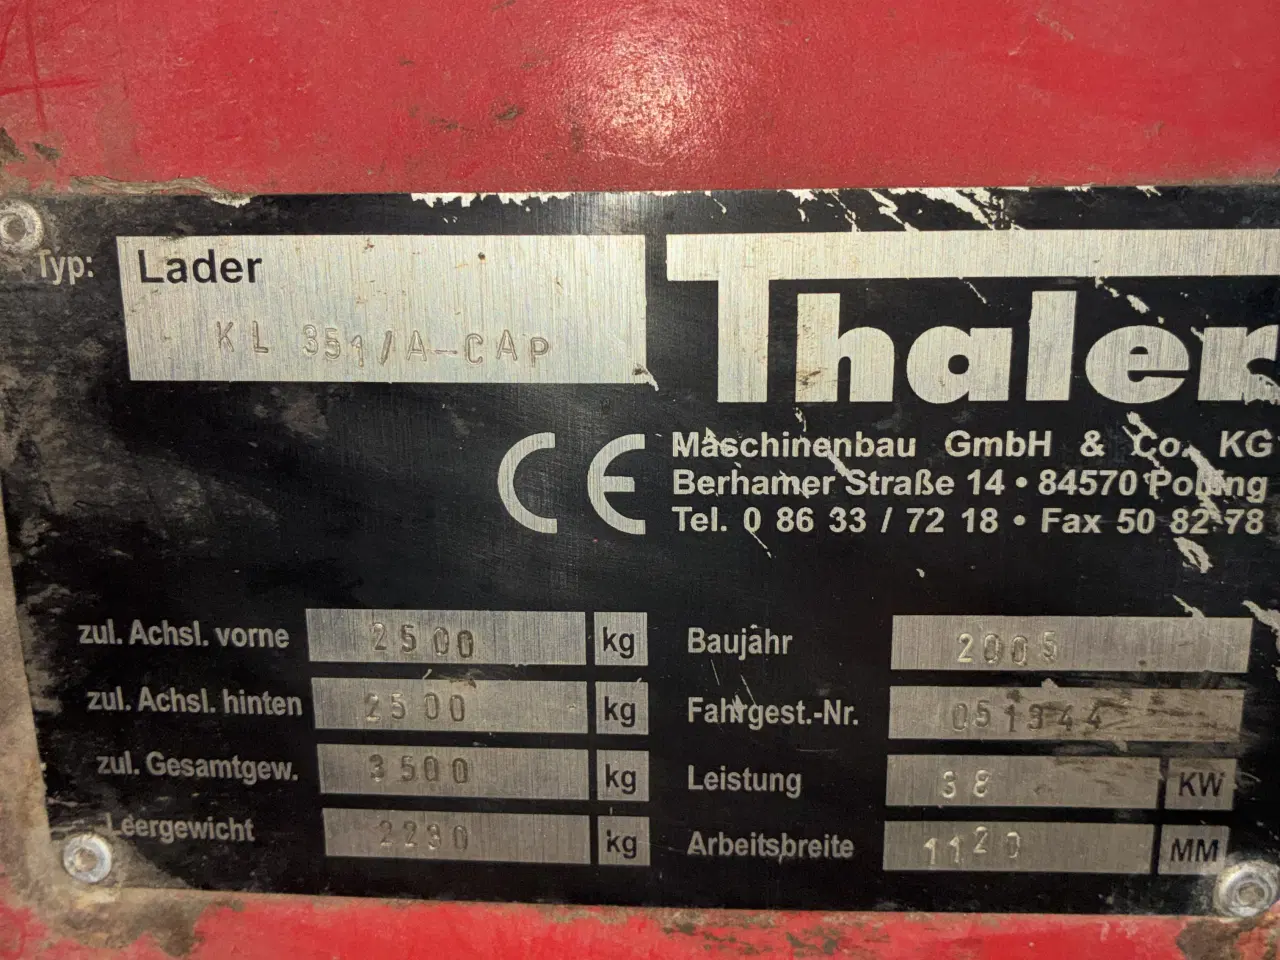 Typ: Lader
KL 351/A-CAP
Thaler
CE
Maschinenbau GmbH & Co. KG
Berhamer Straße 14 • 84570 Polling
Tel. 0 86 33 / 72 18 • Fax 50 82 78
zul. Achsl. vorne 2500 kg
zul. Achsl. hinten 2500 kg
zul. Gesamtgew. 3500 kg
Leergewicht 2230 kg
Baujahr 2005
Fahrgest.-Nr. 051344
Leistung 38 KW
Arbeitsbreite 1120 MM